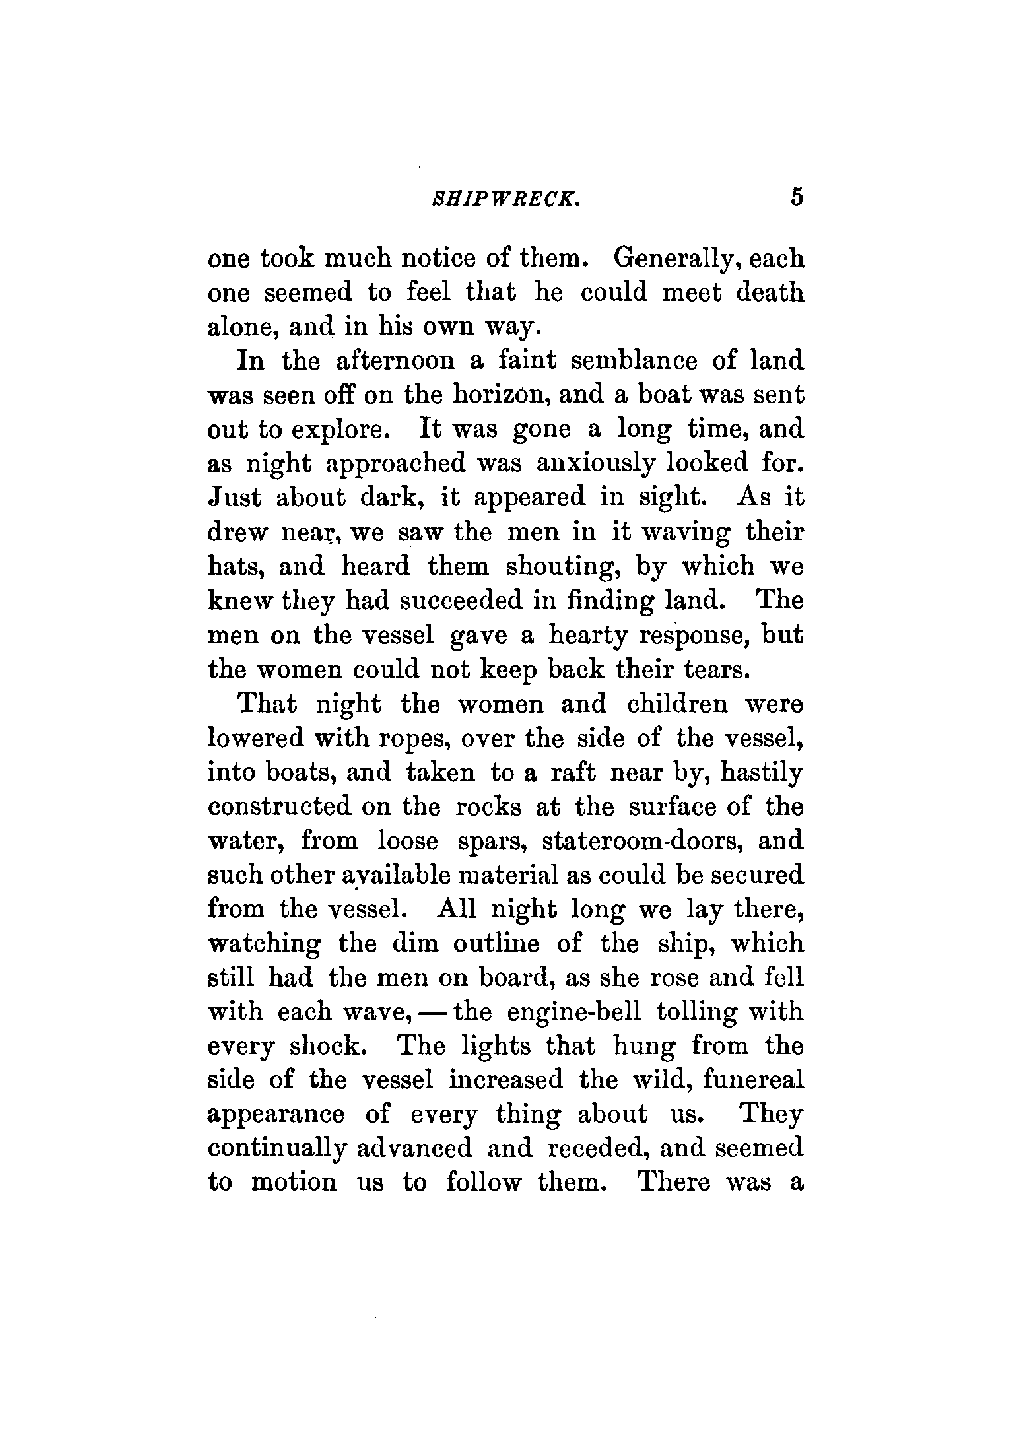 SHIPWRECK. 5
one took much notice of them. Generally, each
one seemed to feel that he could meet death
alone, and in his own way.
In the afternoon a faint semblance of land
was seen off on the horizon, and a boat was sent
out to explore. It was gone a long time, and
as night approached was anxiously looked for.
Just about dark, it appeared in sight. As it
drew near, we saw the men in it waving their
hats, and heard them shouting, by which we
knew they had succeeded in finding land. The
men on the vessel gave a hearty response, but
the women could not keep back their tears.
That night the women and children were
lowered with ropes, over the side of the vessel,
into boats, and taken to a raft near by, hastily
constructed on the rocks at the surface of the
water, from loose spars, stateroom-doors, and
such other available material as could be secured
from the vessel. All night long we lay there,
watching the dim outline of the ship, which
still had the men on board, as she rose and fell
with each wave, — the engine-bell tolling with
every shock. The lights that hung from the
side of the vessel increased the wild, funereal
appearance of every thing about us. They
continually advanced and receded, and seemed
to motion us to follow them. There was a